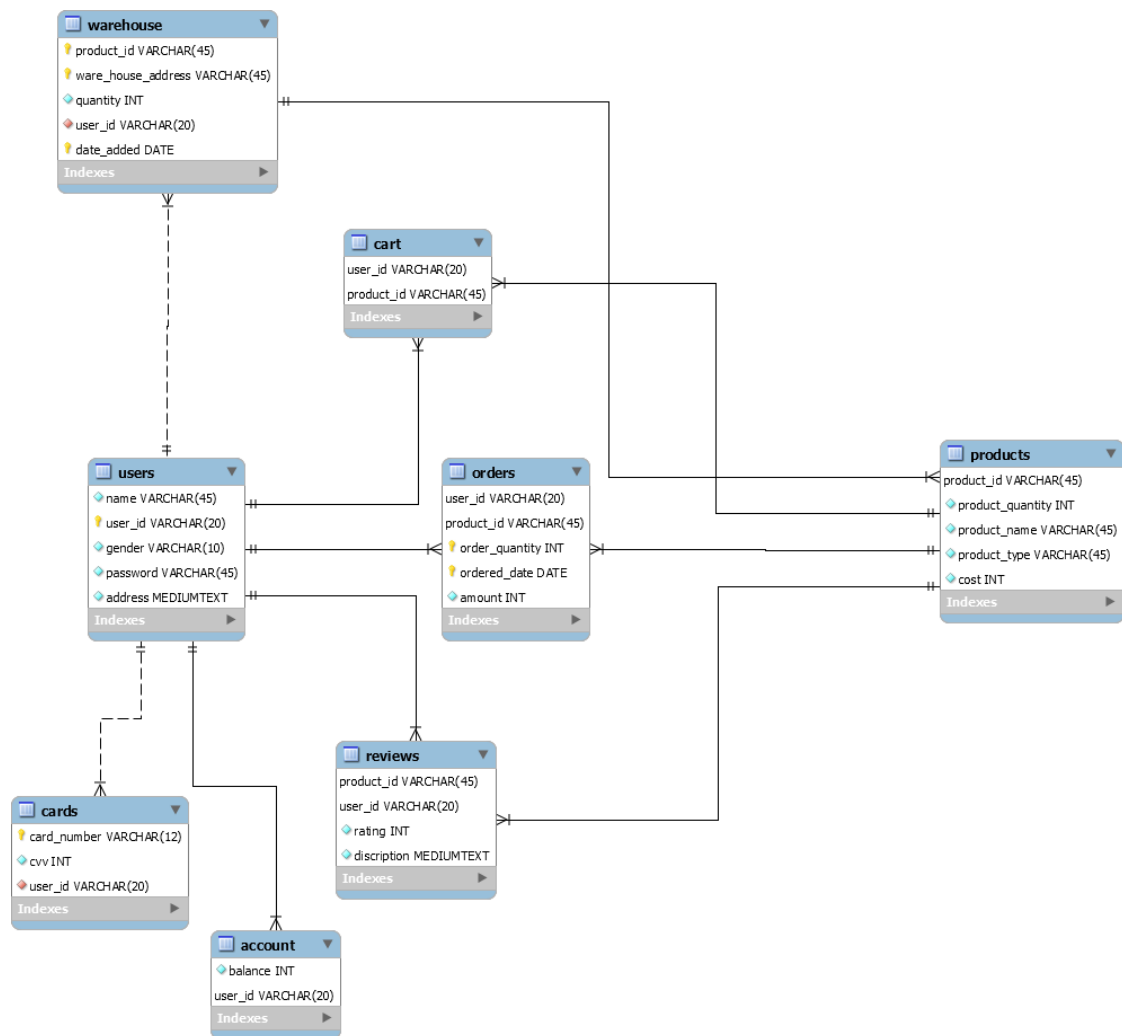 warehouse
product_id VARCHAR(45)
ware_house_address VARCHAR(45)
quantity INT
user_id VARCHAR(20)
date_added DATE
Indexes
cart
user_id VARCHAR(20)
product_id VARCHAR(45)
Indexes
users
name VARCHAR(45)
user_id VARCHAR(20)
gender VARCHAR(10)
password VARCHAR(45)
address MEDIUMTEXT
Indexes
orders
user_id VARCHAR(20)
product_id VARCHAR(45)
order_quantity INT
ordered_date DATE
amount INT
Indexes
products
product_id VARCHAR(45)
product_quantity INT
product_name VARCHAR(45)
product_type VARCHAR(45)
cost INT
Indexes
reviews
product_id VARCHAR(45)
user_id VARCHAR(20)
rating INT
discription MEDIUMTEXT
Indexes
cards
card_number VARCHAR(12)
cvv INT
user_id VARCHAR(20)
Indexes
account
balance INT
user_id VARCHAR(20)
Indexes